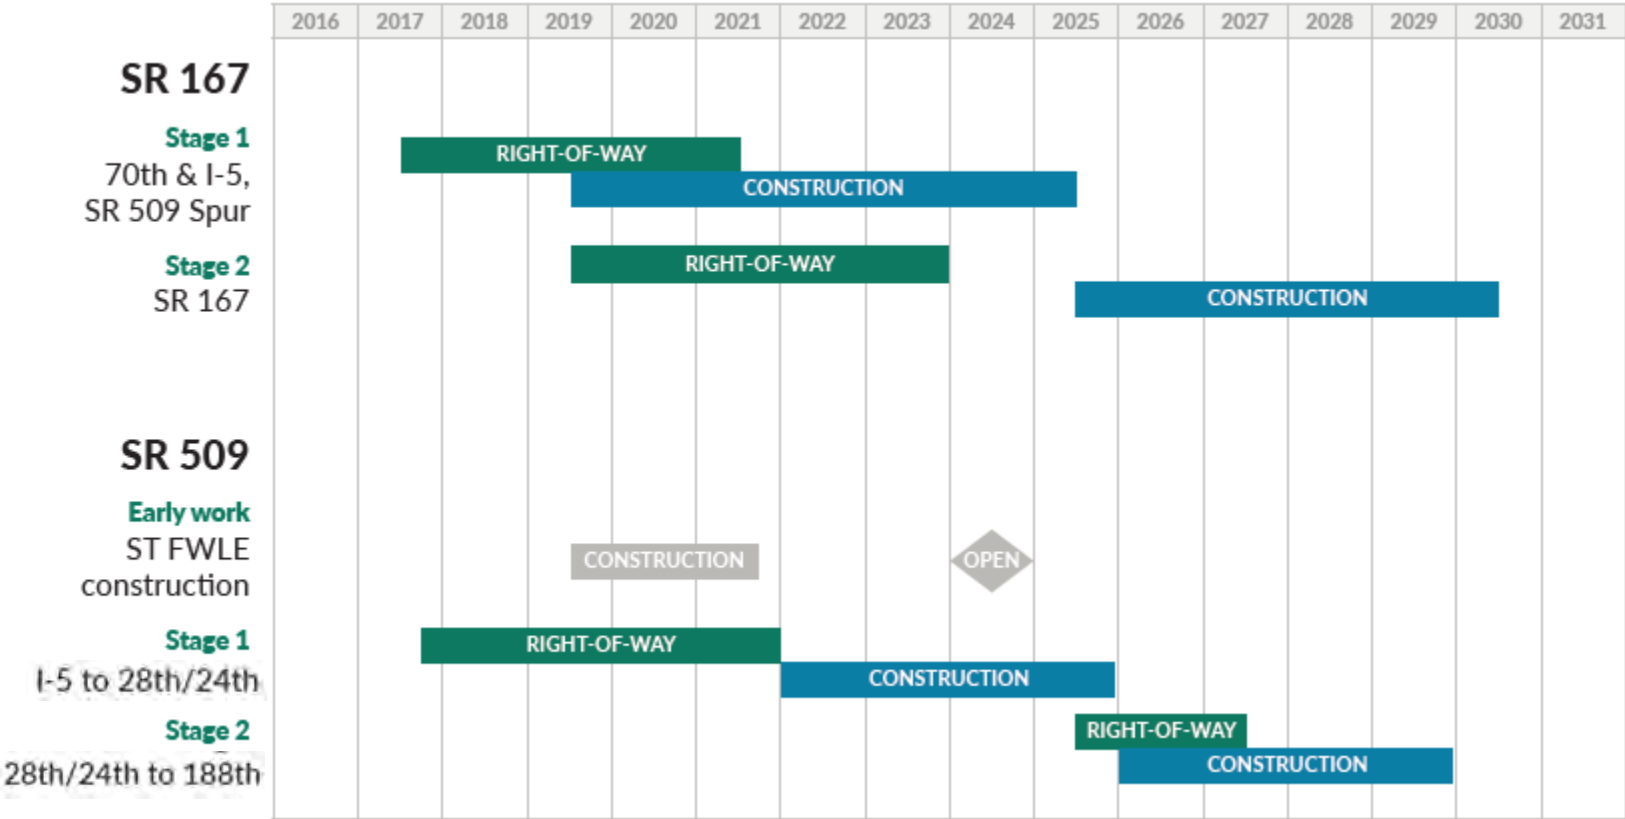 2016 2017 2018 2019 2020 2021 2022 2023 2024 2025 2026 2027 2028 2029 2030 2031
SR 167
Stage 1
RIGHT-OF-WAY
70th & I-5,
CONSTRUCTION
SR 509 Spur
Stage 2
RIGHT-OF-WAY
SR 167
CONSTRUCTION
SR 509
Early work
ST FWLE
CONSTRUCTION
OPEN
construction
Stage 1
RIGHT-OF-WAY
I-5 to 28th/24th
CONSTRUCTION
Stage 2
RIGHT-OF-WAY
28th/24th to 188th
CONSTRUCTION